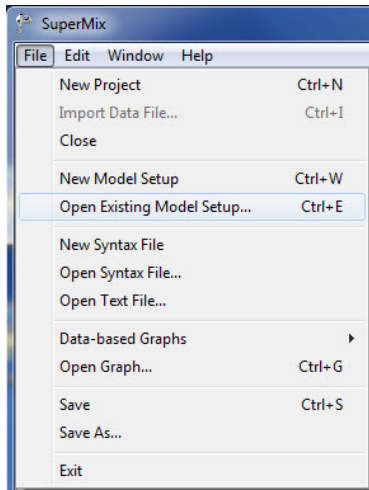 SuperMix
File Edit Window Help
New Project Ctrl+N
Import Data File... Ctrl+I
Close
New Model Setup Ctrl+W
Open Existing Model Setup... Ctrl+E
New Syntax File
Open Syntax File...
Open Text File...
Data-based Graphs
Open Graph... Ctrl+G
Save Ctrl+S
Save As...
Exit